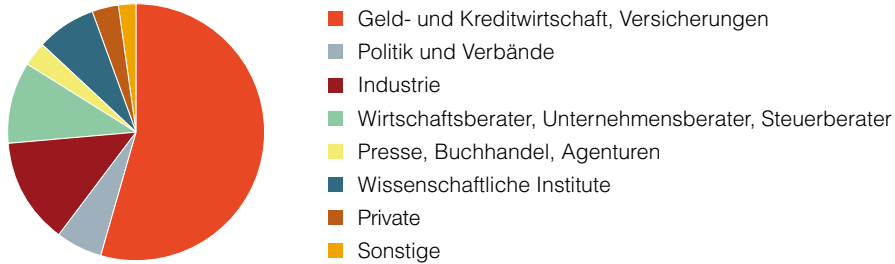 Geld- und Kreditwirtschaft, Versicherungen
Politik und Verbände
Industrie
Wirtschaftsberater, Unternehmensberater, Steuerberater
Presse, Buchhandel, Agenturen
Wissenschaftliche Institute
Private
Sonstige